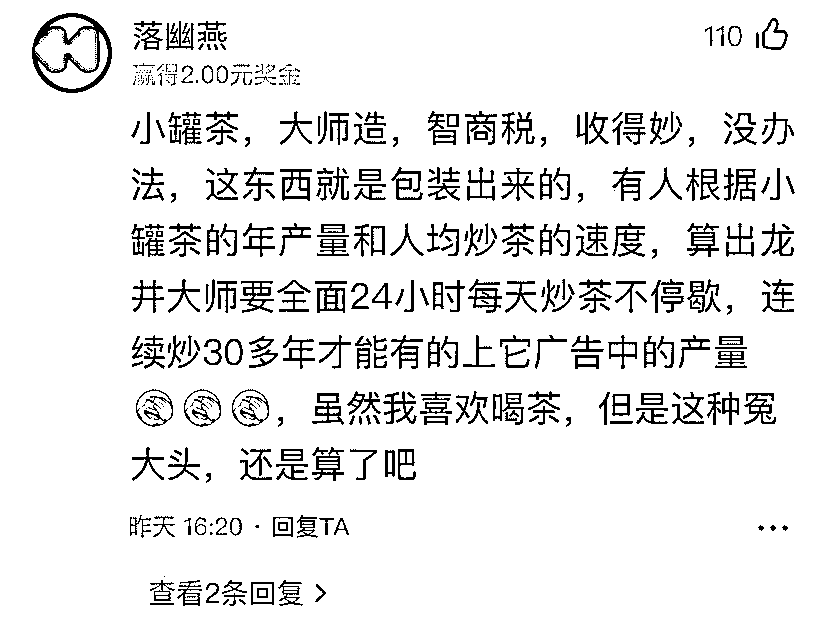 落幽燕
110
赢得2.00元奖金
小罐茶，大师造，智商税，收得妙，没办
法，这东西就是包装出来的，有人根据小
罐茶的年产量和人均炒茶的速度，算出龙
井大师要全面24小时每天炒茶不停歇，连
续炒30多年才能有的上它广告中的产量
，虽然我喜欢喝茶，但是这种冤
大头，还是算了吧
昨天 16:20 · 回复TA
查看2条回复 >